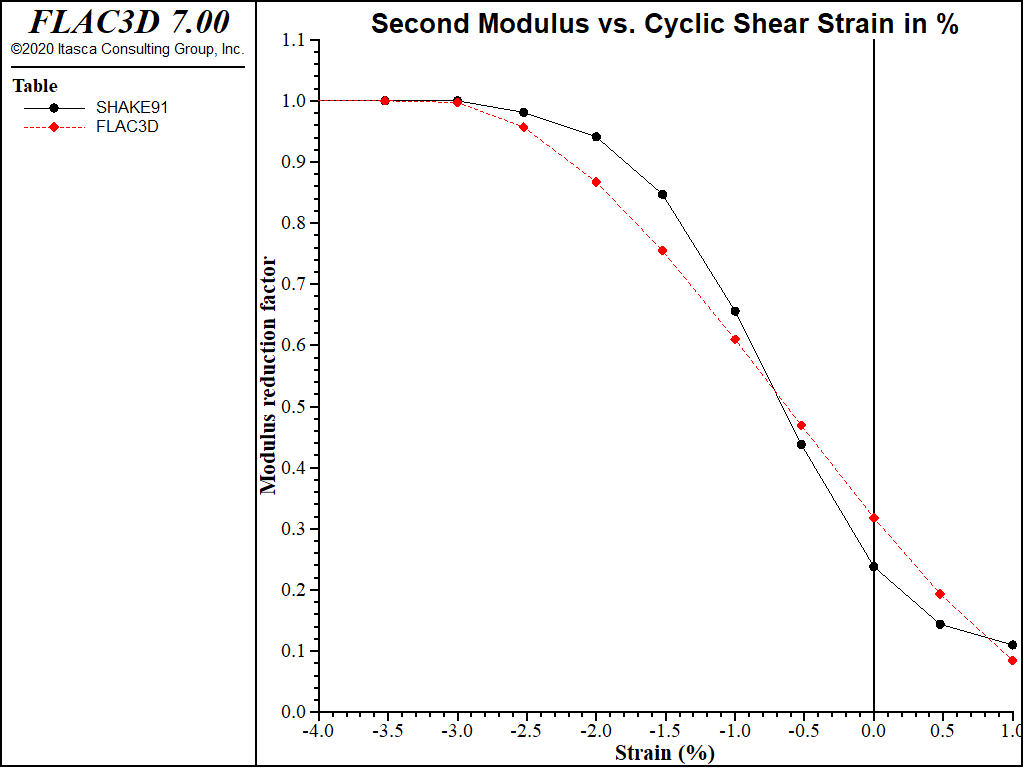 FLAC3D 7.00
©2020 Itasca Consulting Group, Inc.
Table
SHAKE91
FLAC3D
Second Modulus vs. Cyclic Shear Strain in %
Modulus reduction factor
1.1
1.0
0.9
0.8
0.7
0.6
0.5
0.4
0.3
0.2
0.1
0.0
-4.0 -3.5 -3.0 -2.5 -2.0 -1.5 -1.0 -0.5 0.0 0.5 1.0
Strain (%)